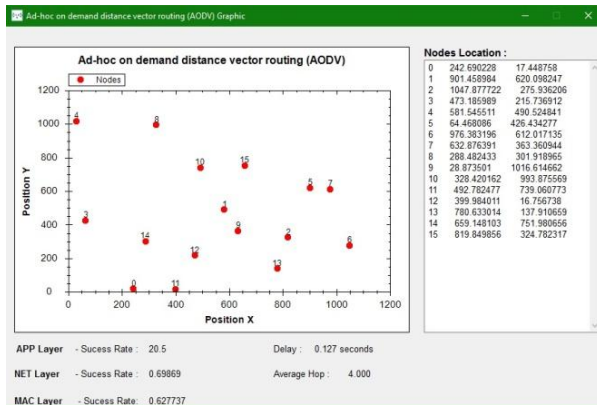 Ad-hoc on demand distance vector routing (AODV) Graphic
Ad-hoc on demand distance vector routing (AODV)
Nodes
1200
1000
800
600
400
200
0
Position Y
4
8
10
15
5
7
1
3
9
2
14
6
12
13
0
11
0 200 400 600 800 1000 1200
Position X
Nodes Location :
0 242.690228 17.448758
1 901.458984 620.098247
2 1047.877722 275.936206
3 473.185989 215.736912
4 581.545511 490.524841
5 64.468086 426.434277
6 976.383196 612.017135
7 632.876391 363.360944
8 288.482433 301.918965
9 28.873501 1016.614662
10 328.420162 993.875569
11 492.782477 739.060773
12 399.984011 16.756738
13 780.633014 137.910659
14 659.148103 751.980656
15 819.849856 324.782317
APP Layer - Sucess Rate : 20.5 Delay : 0.127 seconds
NET Layer - Sucess Rate : 0.69869 Average Hop : 4.000
MAC Layer - Sucess Rate: 0.627737